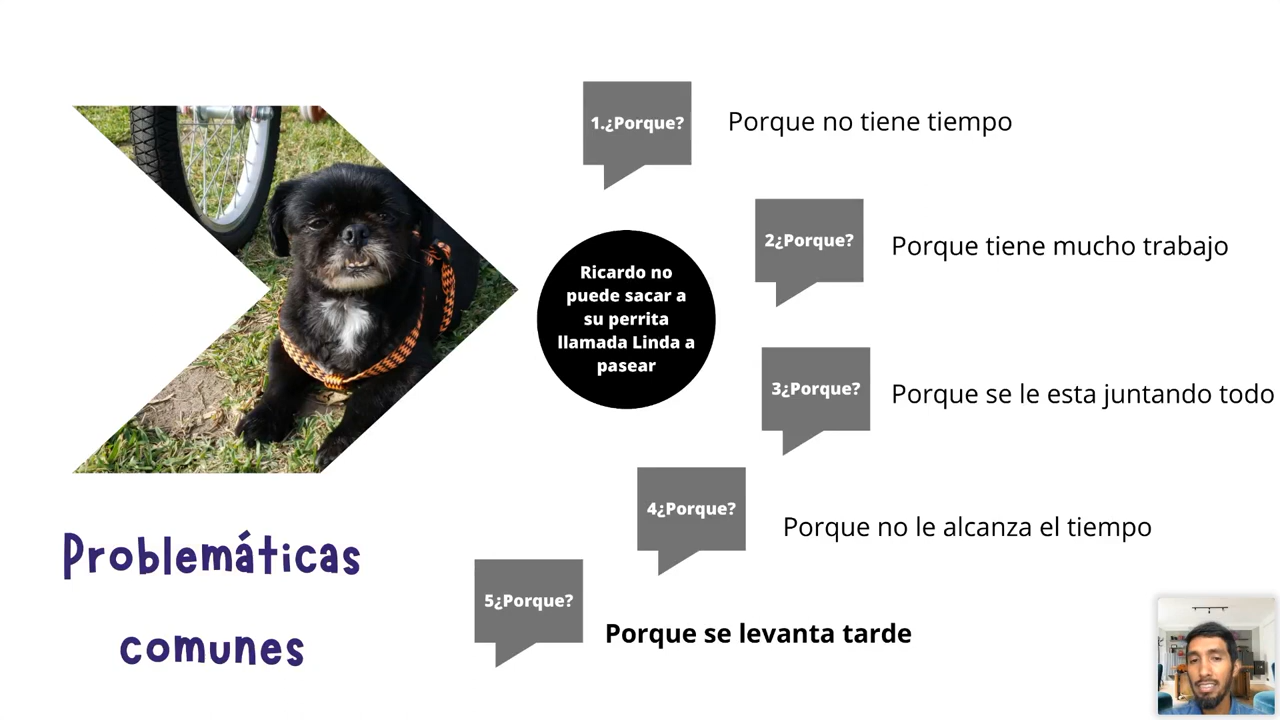 1.¿Porque?
Porque no tiene tiempo
2¿Porque?
Porque tiene mucho trabajo
Ricardo no
puede sacar a
su perrita
llamada Linda a
pasear
3¿Porque?
Porque se le esta juntando todo
4¿Porque?
Porque no le alcanza el tiempo
5¿Porque?
Porque se levanta tarde
Problemáticas
comunes